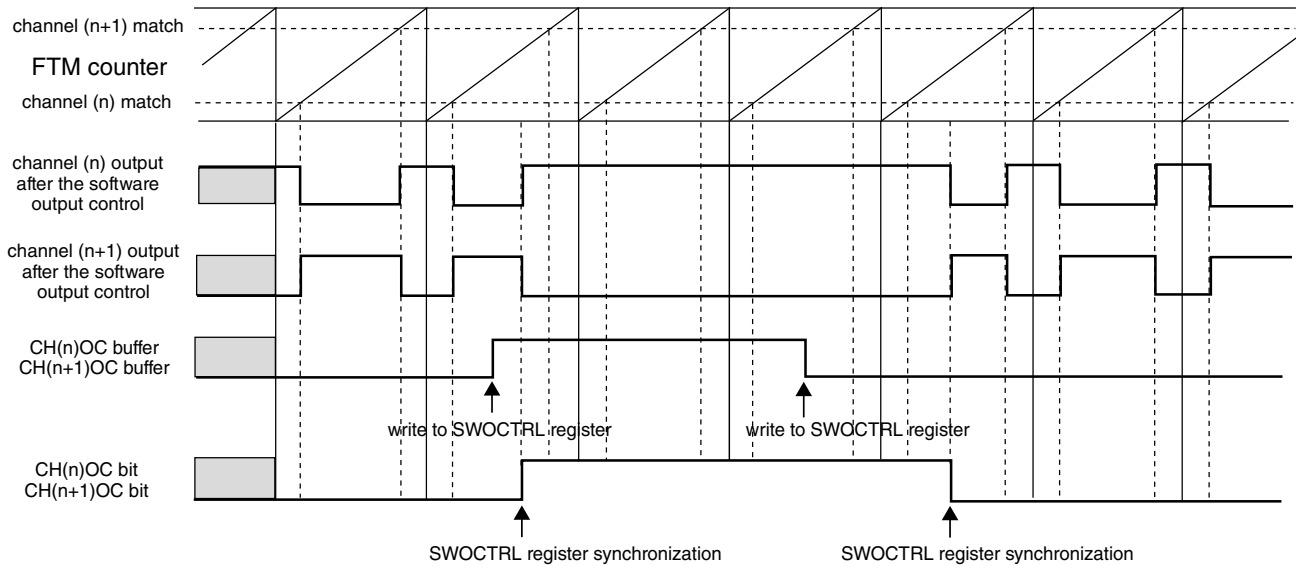 channel (n+1) match
FTM counter
channel (n) match
channel (n) output
after the software
output control
channel (n+1) output
after the software
output control
CH(n)OC buffer
CH(n+1)OC buffer
write to SWOCTRL register
write to SWOCTRL register
CH(n)OC bit
CH(n+1)OC bit
SWOCTRL register synchronization
SWOCTRL register synchronization